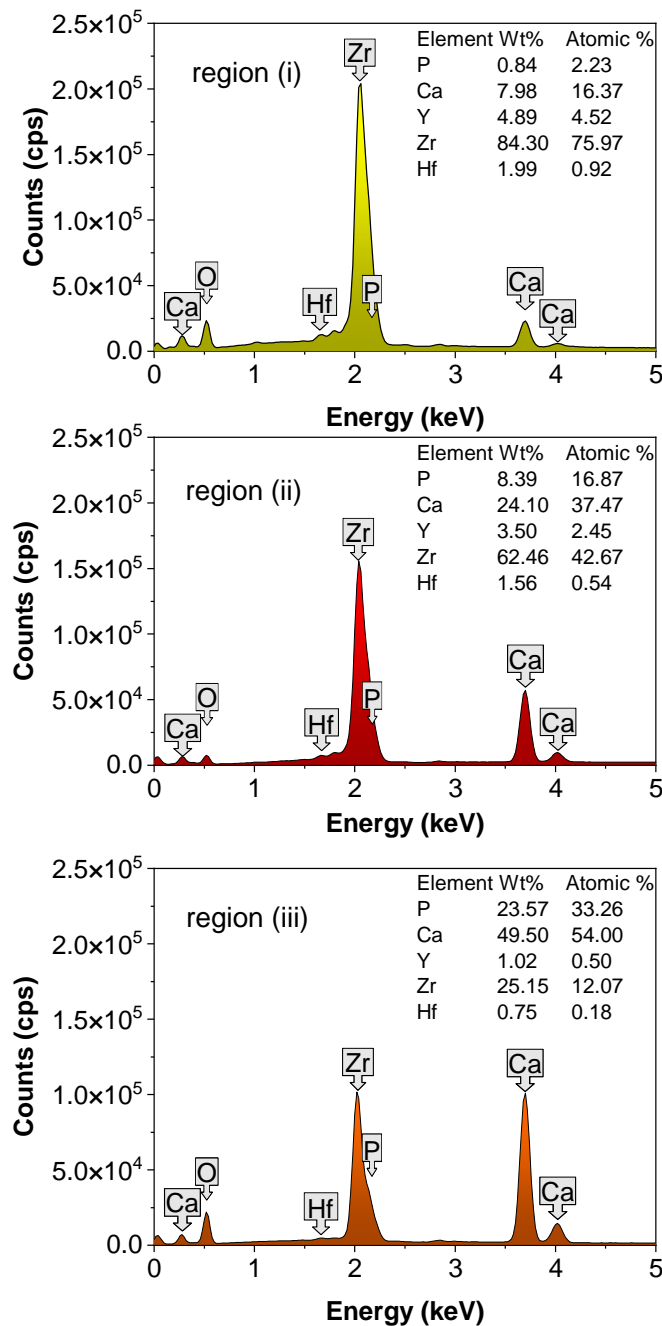 2.5×10⁵
2.0×10⁵
1.5×10⁵
1.0×10⁵
5.0×10⁴
0.0
Counts (cps)
region (i)
Element Wt% Atomic %
P 0.84 2.23
Ca 7.98 16.37
Y 4.89 4.52
Zr 84.30 75.97
Hf 1.99 0.92
Ca
O
Hf
Zr
P
Ca
Ca
0 1 2 3 4 5
Energy (keV)
2.5×10⁵
2.0×10⁵
1.5×10⁵
1.0×10⁵
5.0×10⁴
0.0
Counts (cps)
region (ii)
Element Wt% Atomic %
P 8.39 16.87
Ca 24.10 37.47
Y 3.50 2.45
Zr 62.46 42.67
Hf 1.56 0.54
Ca
O
Hf
Zr
P
Ca
Ca
0 1 2 3 4 5
Energy (keV)
2.5×10⁵
2.0×10⁵
1.5×10⁵
1.0×10⁵
5.0×10⁴
0.0
Counts (cps)
region (iii)
Element Wt% Atomic %
P 23.57 33.26
Ca 49.50 54.00
Y 1.02 0.50
Zr 25.15 12.07
Hf 0.75 0.18
Ca
O
Hf
Zr
P
Ca
Ca
0 1 2 3 4 5
Energy (keV)